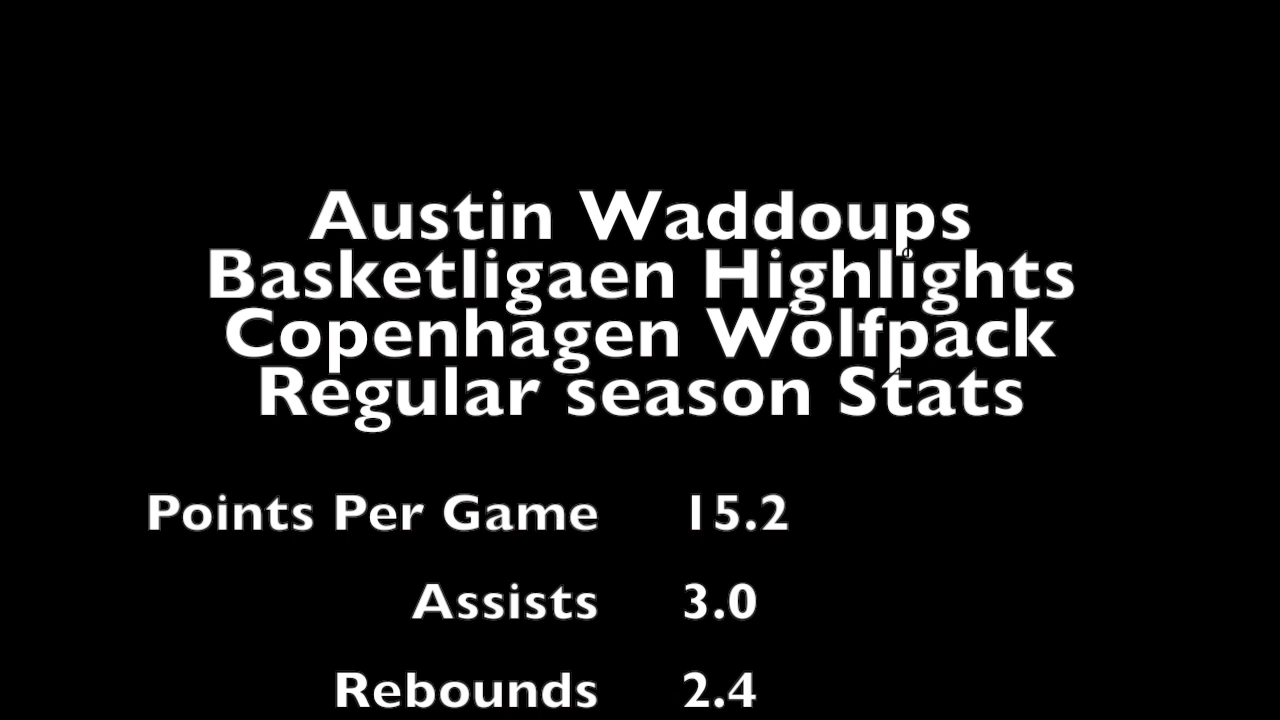 Austin Waddoups
Basketligaen Highlights
Copenhagen Wolfpack
Regular season Stats
Points Per Game 15.2
Assists 3.0
Rebounds 2.4